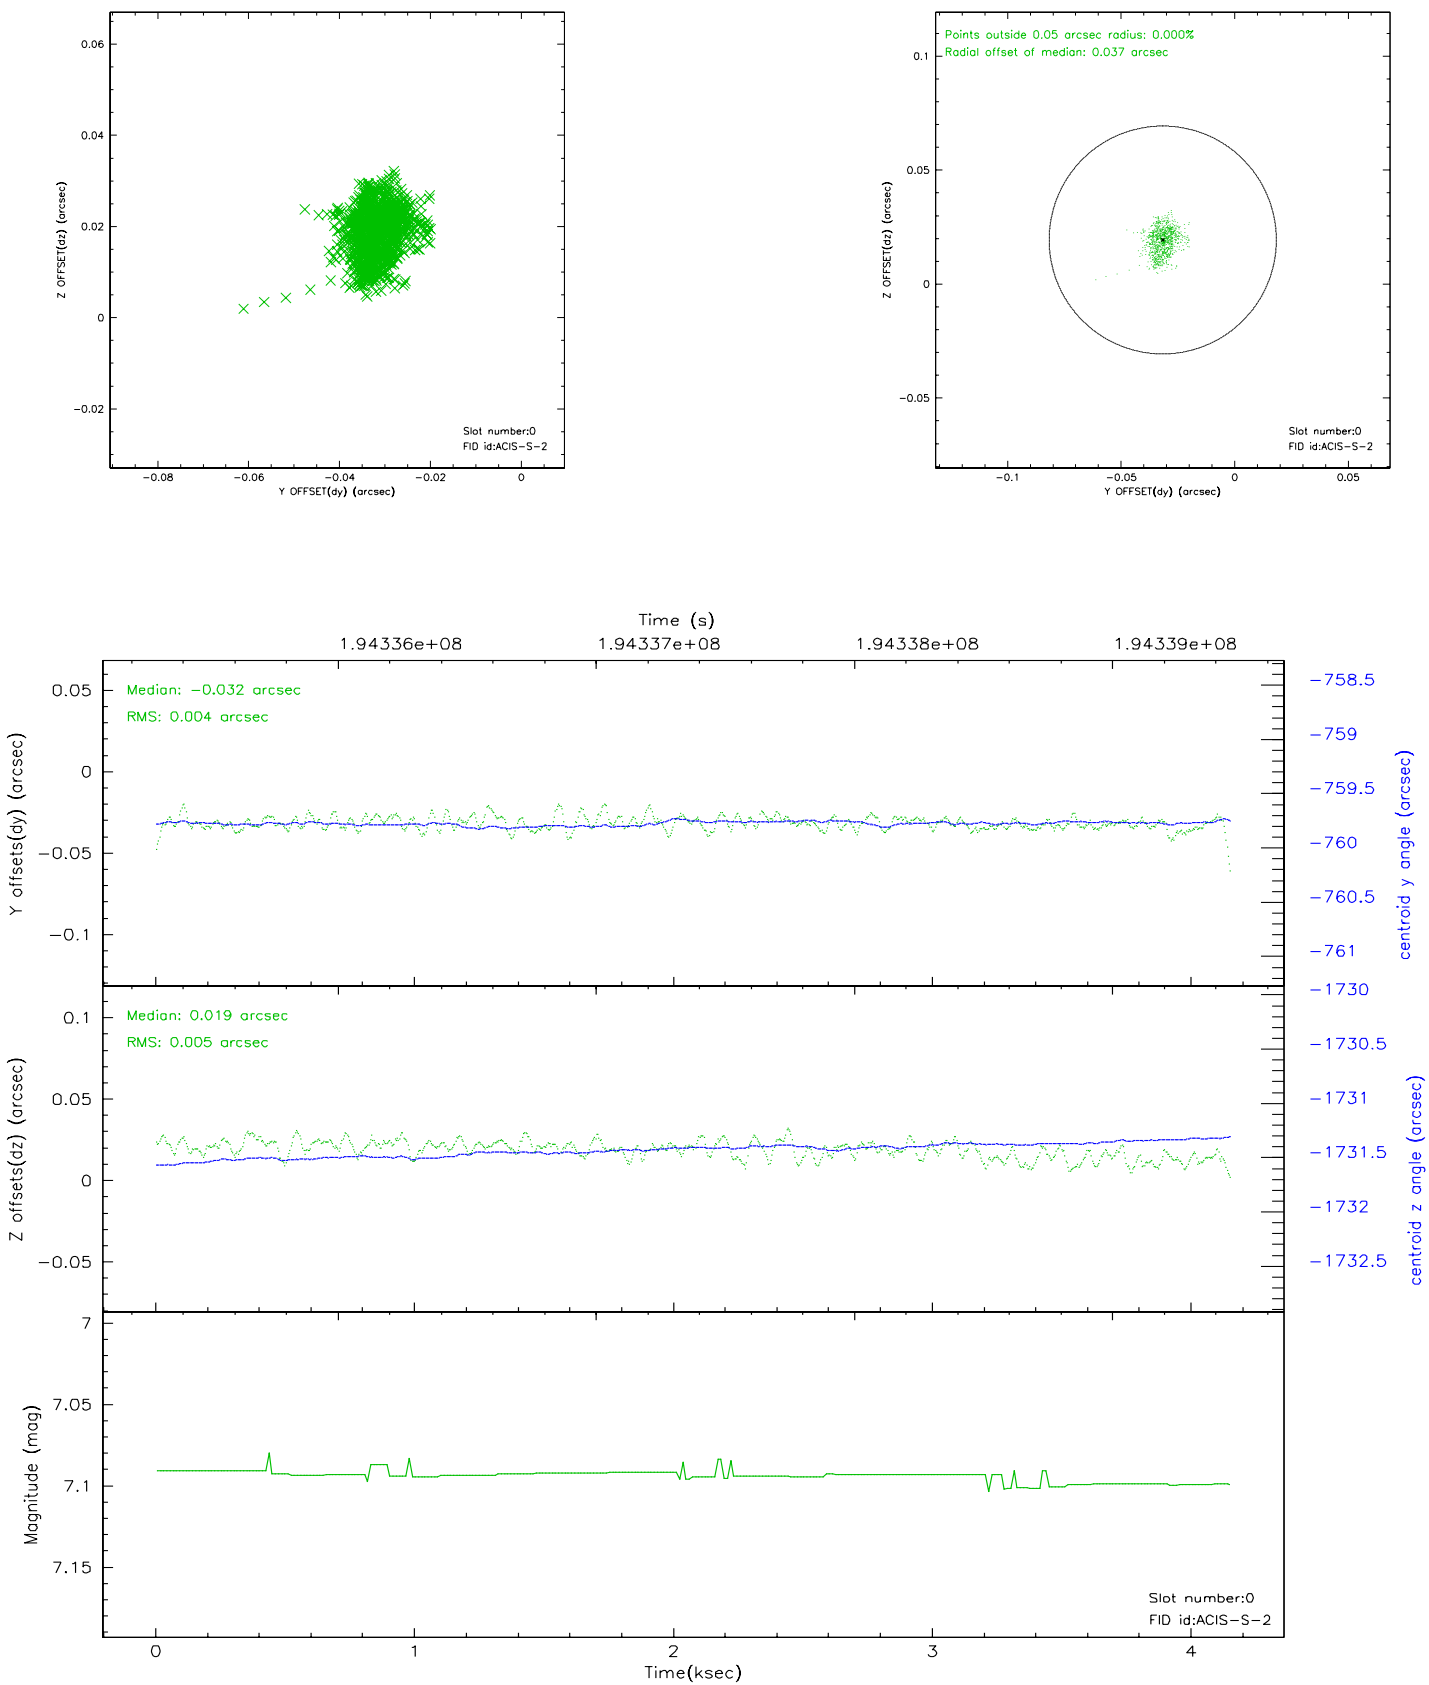 0.06
0.04
0.02
0
−0.02
Z OFFSET(dz) (arcsec)
Slot number:0
FID id:ACIS−S−2
−0.08 −0.06 −0.04 −0.02 0
Y OFFSET(dy) (arcsec)
Points outside 0.05 arcsec radius: 0.000%
Radial offset of median: 0.037 arcsec
0.1
0.05
0
−0.05
Z OFFSET(dz) (arcsec)
Slot number:0
FID id:ACIS−S−2
−0.1 −0.05 0 0.05
Y OFFSET(dy) (arcsec)
Time (s)
1.94336e+08 1.94337e+08 1.94338e+08 1.94339e+08
Median: −0.032 arcsec
RMS: 0.004 arcsec
0.05
0
−0.05
−0.1
Y offsets(dy) (arcsec)
−758.5
−759
−759.5
−760
−760.5
−761
centroid y angle (arcsec)
Median: 0.019 arcsec
RMS: 0.005 arcsec
0.1
0.05
0
−0.05
Z offsets(dz) (arcsec)
−1730
−1730.5
−1731
−1731.5
−1732
−1732.5
centroid z angle (arcsec)
7
7.05
7.1
7.15
Magnitude (mag)
Slot number:0
FID id:ACIS−S−2
0 1 2 3 4
Time(ksec)